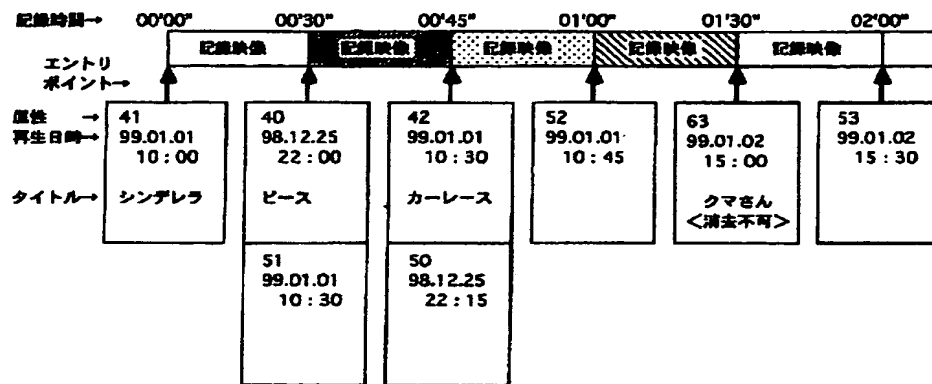 記録時間→ 00'00" 00'30" 00'45" 01'00" 01'30" 02'00"
記録映像 記録映像 記録映像 記録映像 記録映像
エントリ
ポイント→
属性 → 41 40 42 52 63 53
再生日時→ 99.01.01 98.12.25 99.01.01 99.01.01 99.01.02 99.01.02
10:00 22:00 10:30 10:45 15:00 15:30
タイトル→ シンデレラ ピース カーレース クマさん
<消去不可>
51 50
99.01.01 98.12.25
10:30 22:15